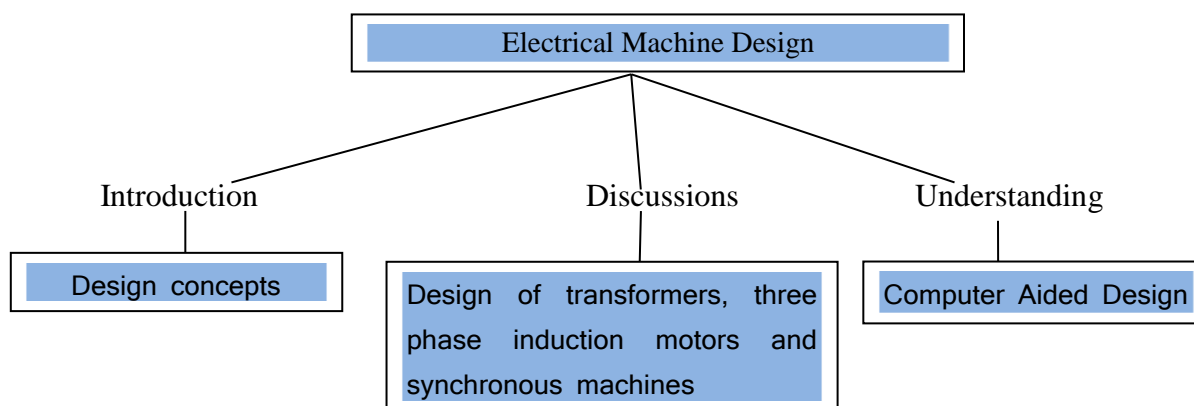 Electrical Machine Design
Introduction
Discussions
Understanding
Design concepts
Design of transformers, three
phase induction motors and
synchronous machines
Computer Aided Design